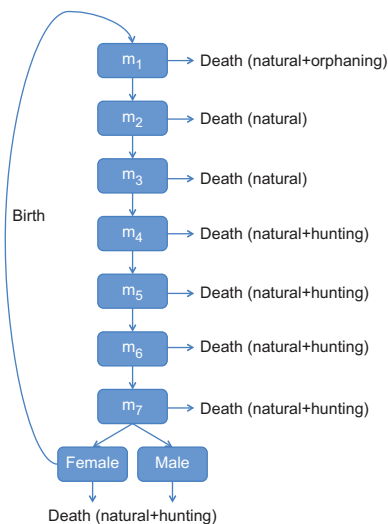 m₁ Death (natural+orphaning)
m₂ Death (natural)
m₃ Death (natural)
Birth
m₄ Death (natural+hunting)
m₅ Death (natural+hunting)
m₆ Death (natural+hunting)
m₇ Death (natural+hunting)
Female Male
Death (natural+hunting)